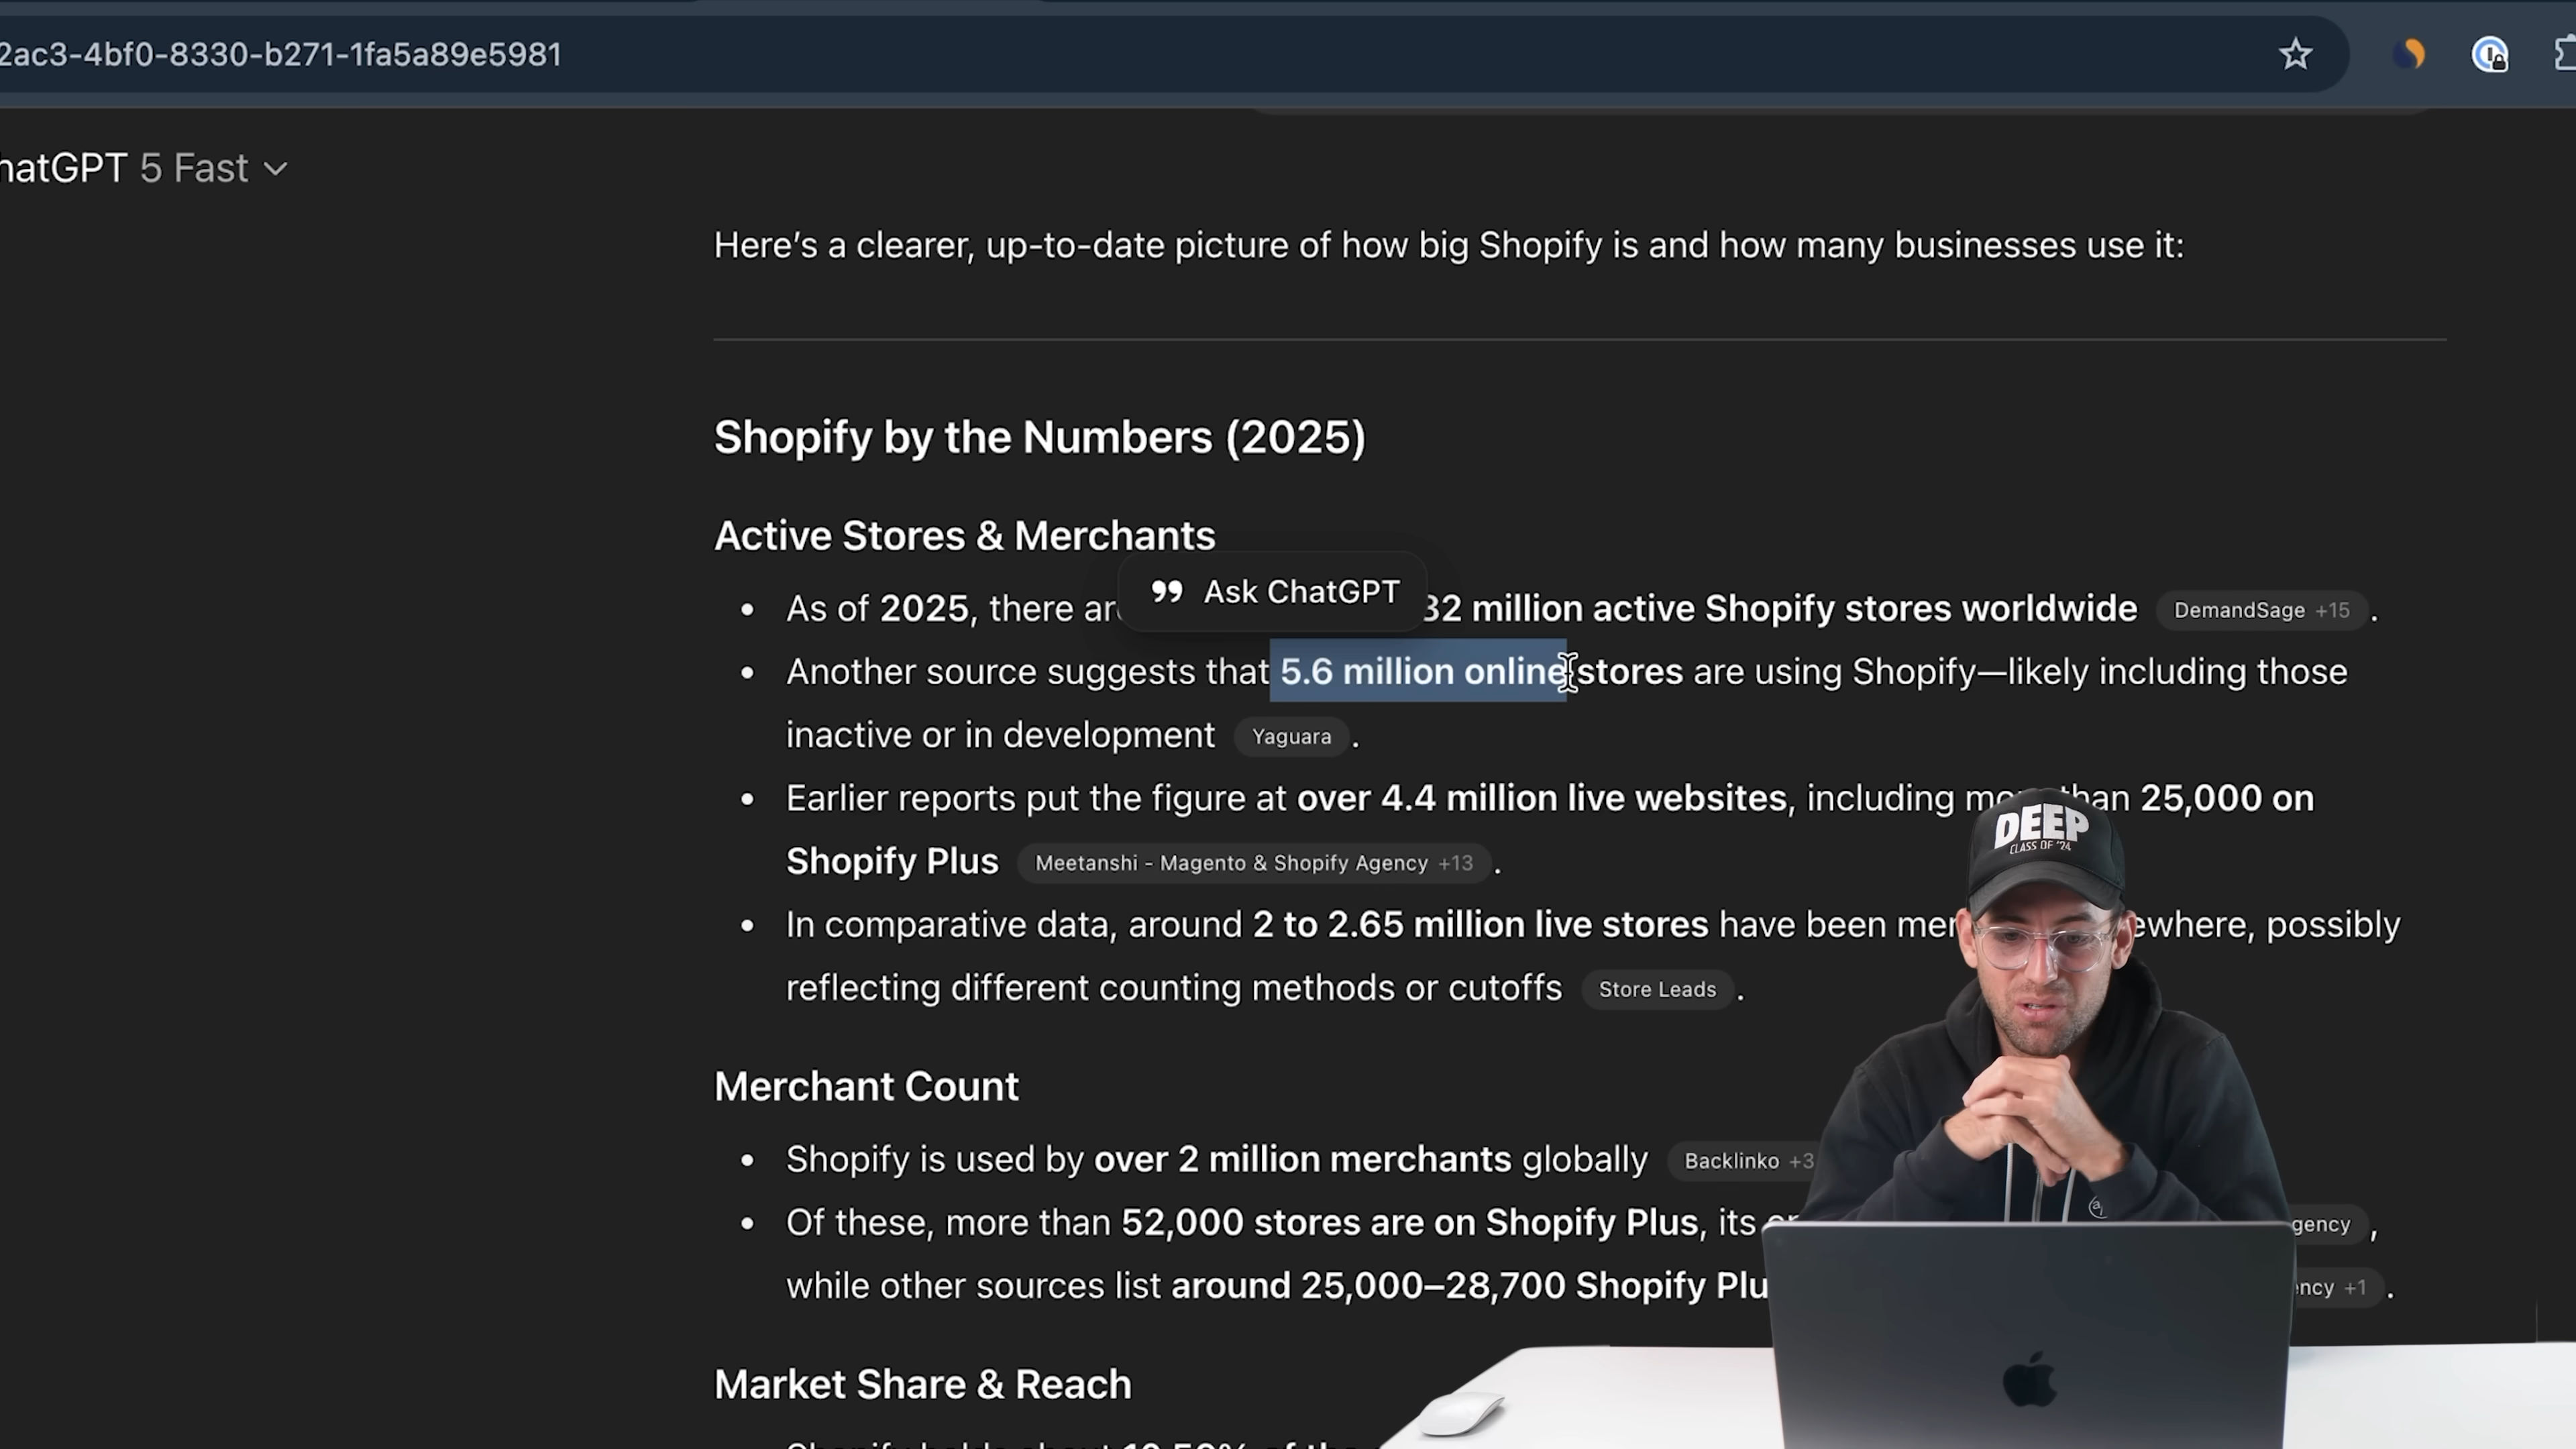 2ac3-4bf0-8330-b271-1fa5a89e5981
hatGPT 5 Fast
Here's a clearer, up-to-date picture of how big Shopify is and how many businesses use it:
Shopify by the Numbers (2025)
Active Stores & Merchants
Ask ChatGPT
• As of 2025, there 32 million active Shopify stores worldwide DemandSage +15 .
• Another source suggests that 5.6 million online stores are using Shopify—likely including those
inactive or in development Yaguara .
• Earlier reports put the figure at over 4.4 million live websites, including more than 25,000 on
Shopify Plus Meetanshi - Magento & Shopify Agency +13 .
DEEP
CLASS OF '24
• In comparative data, around 2 to 2.65 million live stores have been possibly
reflecting different counting methods or cutoffs Store Leads .
Merchant Count
• Shopify is used by over 2 million merchants globally Backlinko +3
• Of these, more than 52,000 stores are on Shopify Plus, its gency ,
while other sources list around 25,000–28,700 Shopify ency +1 .
Market Share & Reach